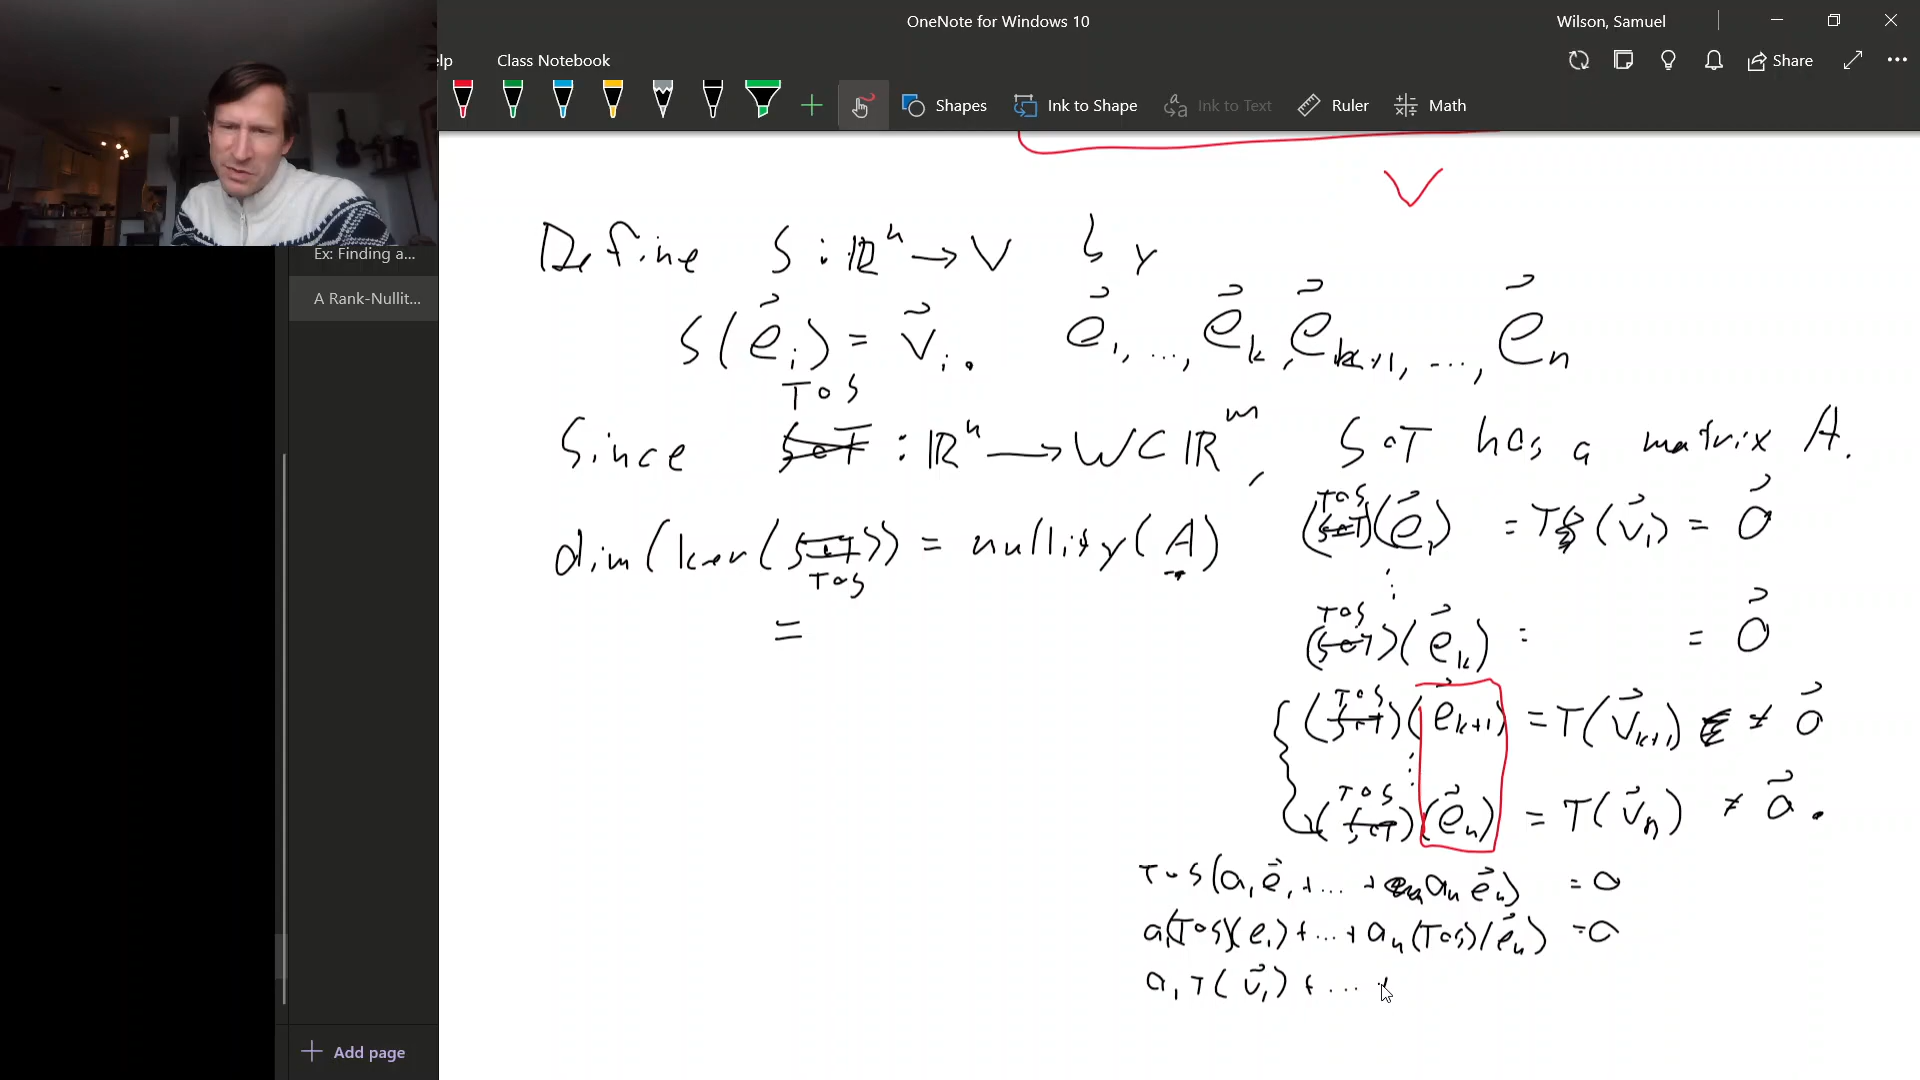 OneNote for Windows 10
Wilson, Samuel
elp
Class Notebook
Share
Shapes
Ink to Shape
Ink to Text
Ruler
Math
Ex: Finding a...
A Rank-Nullit...
Add page
V
Define S : ℝⁿ → V by
S(e⃗ᵢ) = v⃗ᵢ. e⃗₁, ..., e⃗ₖ, e⃗ₖ₊₁, ..., e⃗ₙ
T∘S
Since S∘T : ℝⁿ → W ⊂ ℝᵐ, S∘T has a matrix A.
dim(ker(S∘T)) = nullity(A)
T∘S
=
(T∘S)(e⃗₁) = T(v⃗₁) = 0⃗
⋮
(T∘S)(e⃗ₖ) = = 0⃗
(T∘S)(e⃗ₖ₊₁) = T(v⃗ₖ₊₁) ≠ 0⃗
⋮
(T∘S)(e⃗ₙ) = T(v⃗ₙ) ≠ 0⃗.
T∘S(a₁e⃗₁ + ... + aₙe⃗ₙ) = 0
a₁(T∘S)(e₁) + ... + aₙ(T∘S)(e⃗ₙ) = 0
a₁T(v⃗₁) + ... +